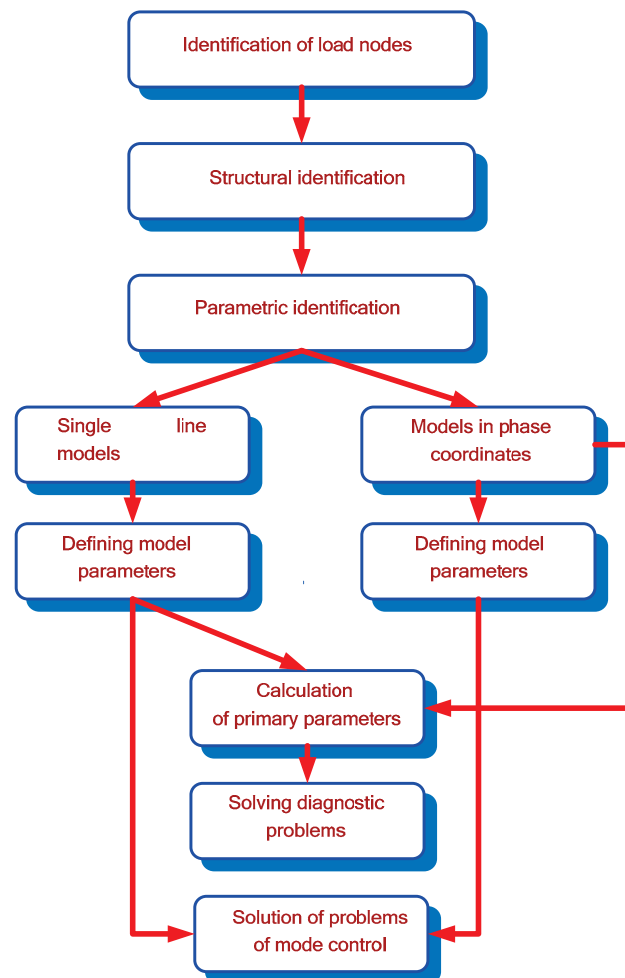 Identification of load nodes
Structural identification
Parametric identification
Single line
models
Models in phase
coordinates
Defining model
parameters
Defining model
parameters
Calculation
of primary parameters
Solving diagnostic
problems
Solution of problems
of mode control